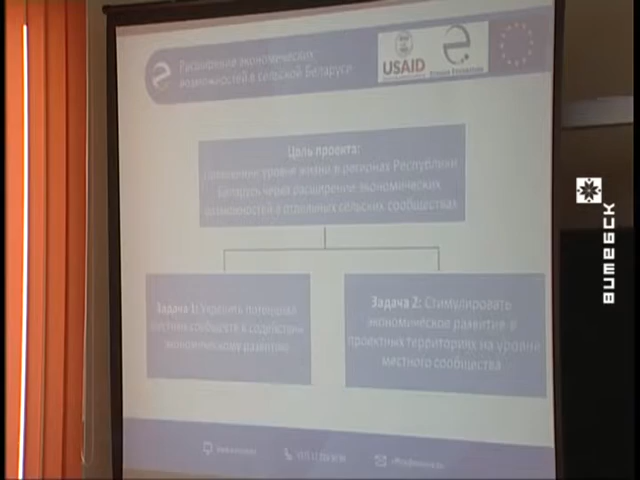 Расширение экономических
возможностей в сельской Беларуси
USAID
Цель проекта:
уровня жизни в регионах Республики
Беларусь через расширение экономических
возможностей в отдельных сельских сообществах
Задача 1: Укрепить потенциал
местных сообществ к содействию
экономическому развитию
Задача 2: Стимулировать
экономическое развитие в
проектных территориях на уровне
местного сообщества
ВИТЕБСК